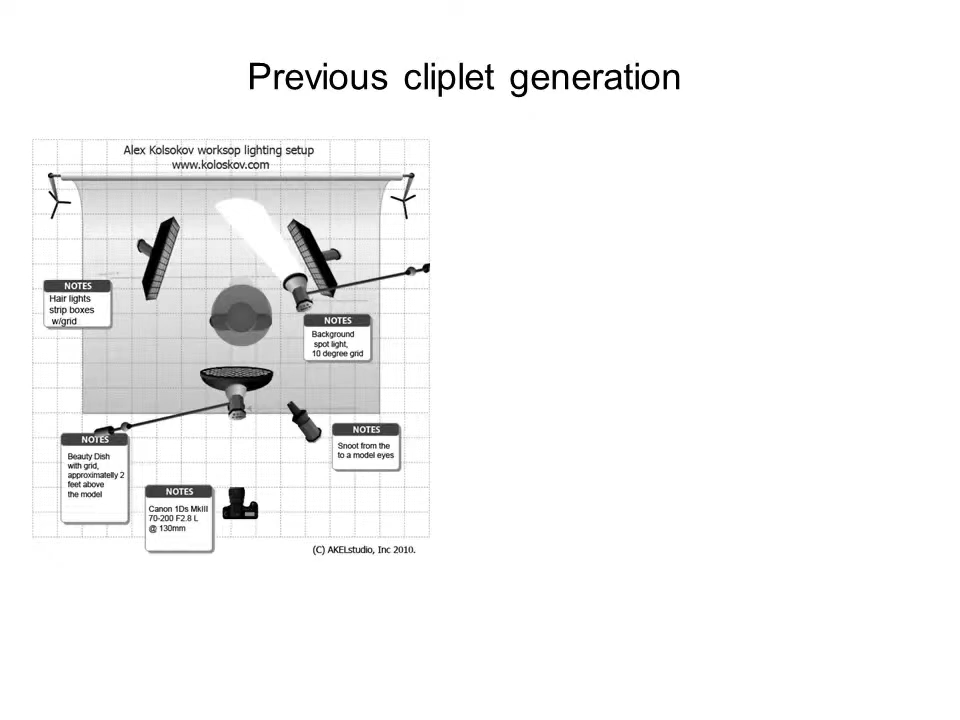 Previous cliplet generation
Alex Kolsokov worksop lighting setup
www.koloskov.com
NOTES
Hair lights
strip boxes
w/grid
NOTES
Background
spot light,
10 degree grid
NOTES
Snoot from the
to a model eyes
NOTES
Beauty Dish
with grid,
approximatelly 2
feet above
the model
NOTES
Canon 1Ds MkIII
70-200 F2.8 L
@ 130mm
(C) AKELstudio, Inc 2010.